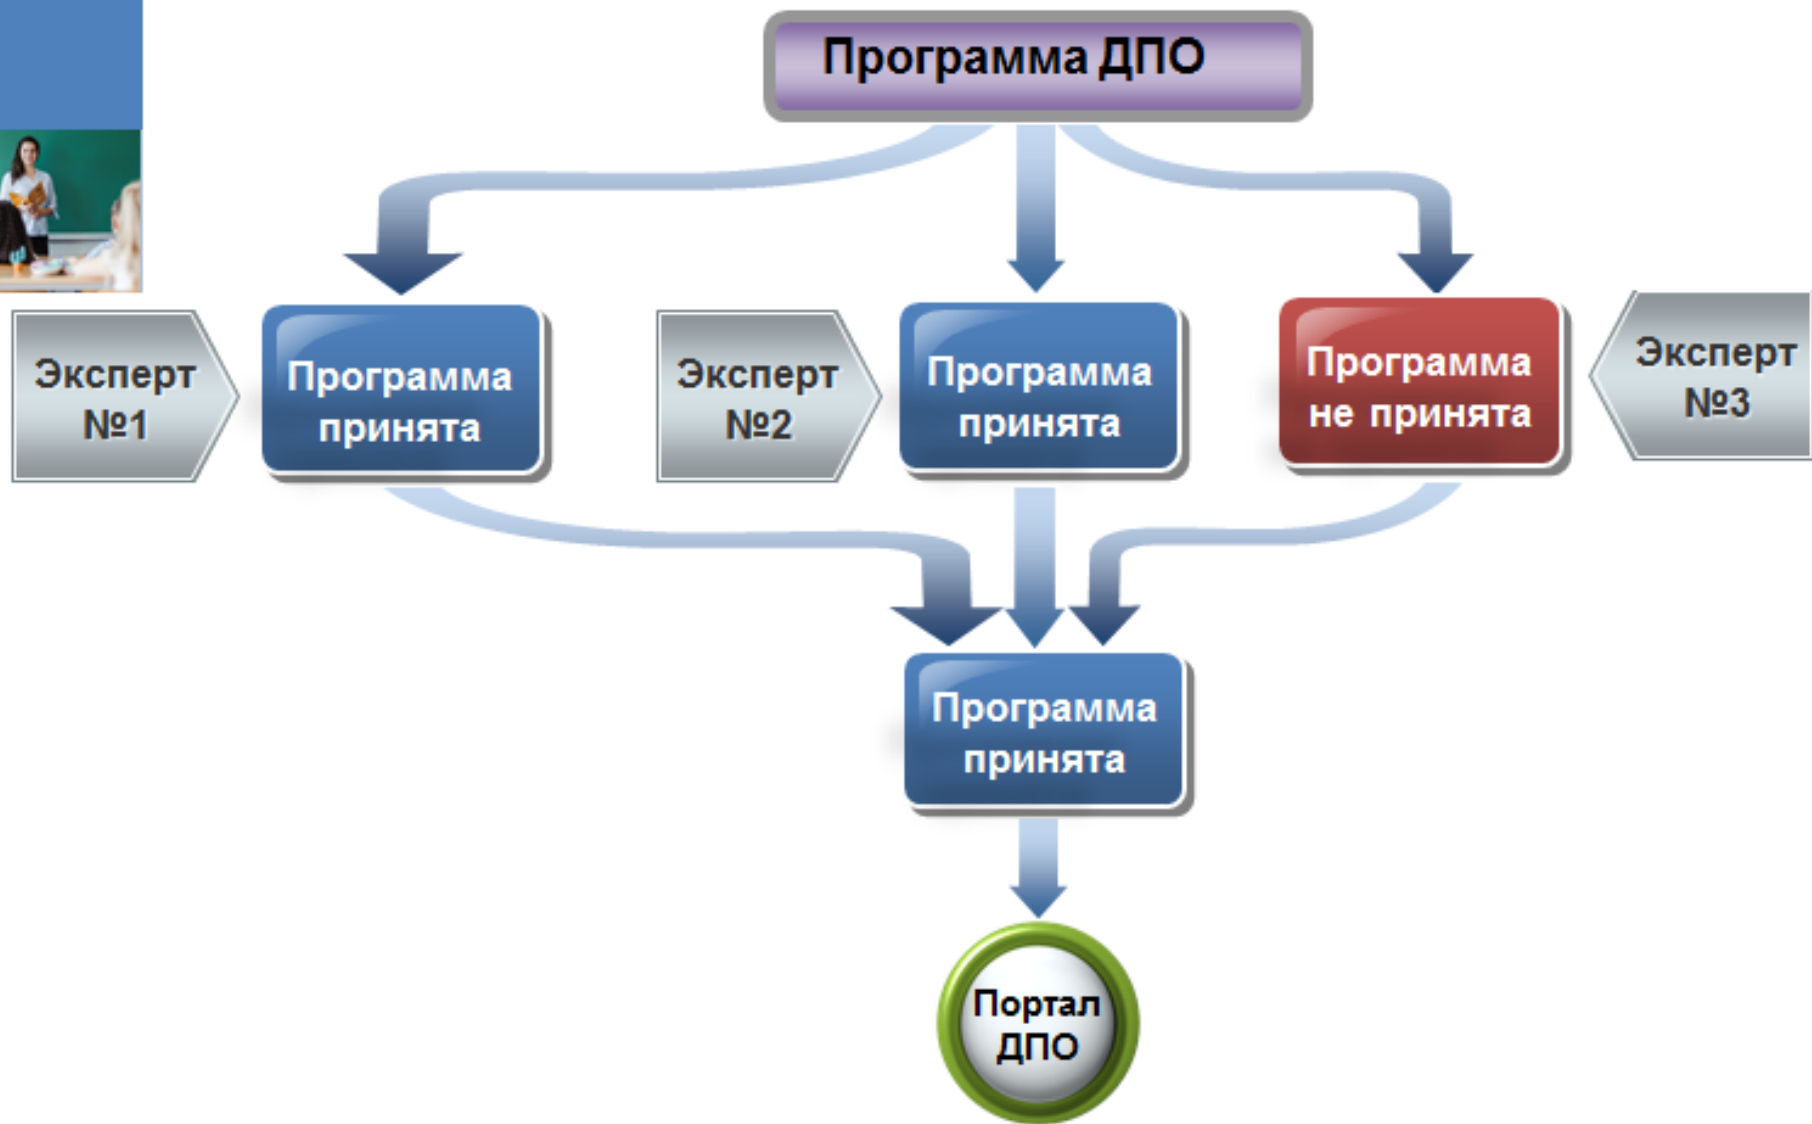 Программа ДПО
Эксперт
№1
Программа
принята
Эксперт
№2
Программа
принята
Программа
не принята
Эксперт
№3
Программа
принята
Портал
ДПО